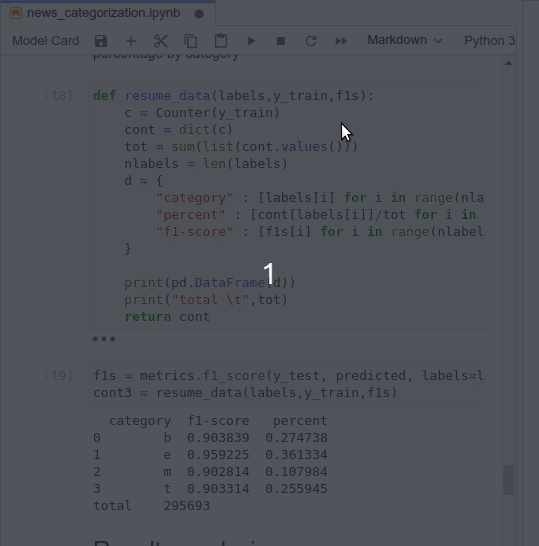 news_categorization.ipynb
Model Card Markdown Python 3
percentage by category
[18]: def resume_data(labels,y_train,f1s):
c = Counter(y_train)
cont = dict(c)
tot = sum(list(cont.values()))
nlabels = len(labels)
d = {
"category" : [labels[i] for i in range(nla
"percent" : [cont[labels[i]]/tot for i in
"f1-score" : [f1s[i] for i in range(nlabel
}
1
print(pd.DataFrame(d))
print("total \t",tot)
return cont
[19]: f1s = metrics.f1_score(y_test, predicted, labels=l
cont3 = resume_data(labels,y_train,f1s)
category f1-score percent
0 b 0.903839 0.274738
1 e 0.959225 0.361334
2 m 0.902814 0.107984
3 t 0.903314 0.255945
total 295693